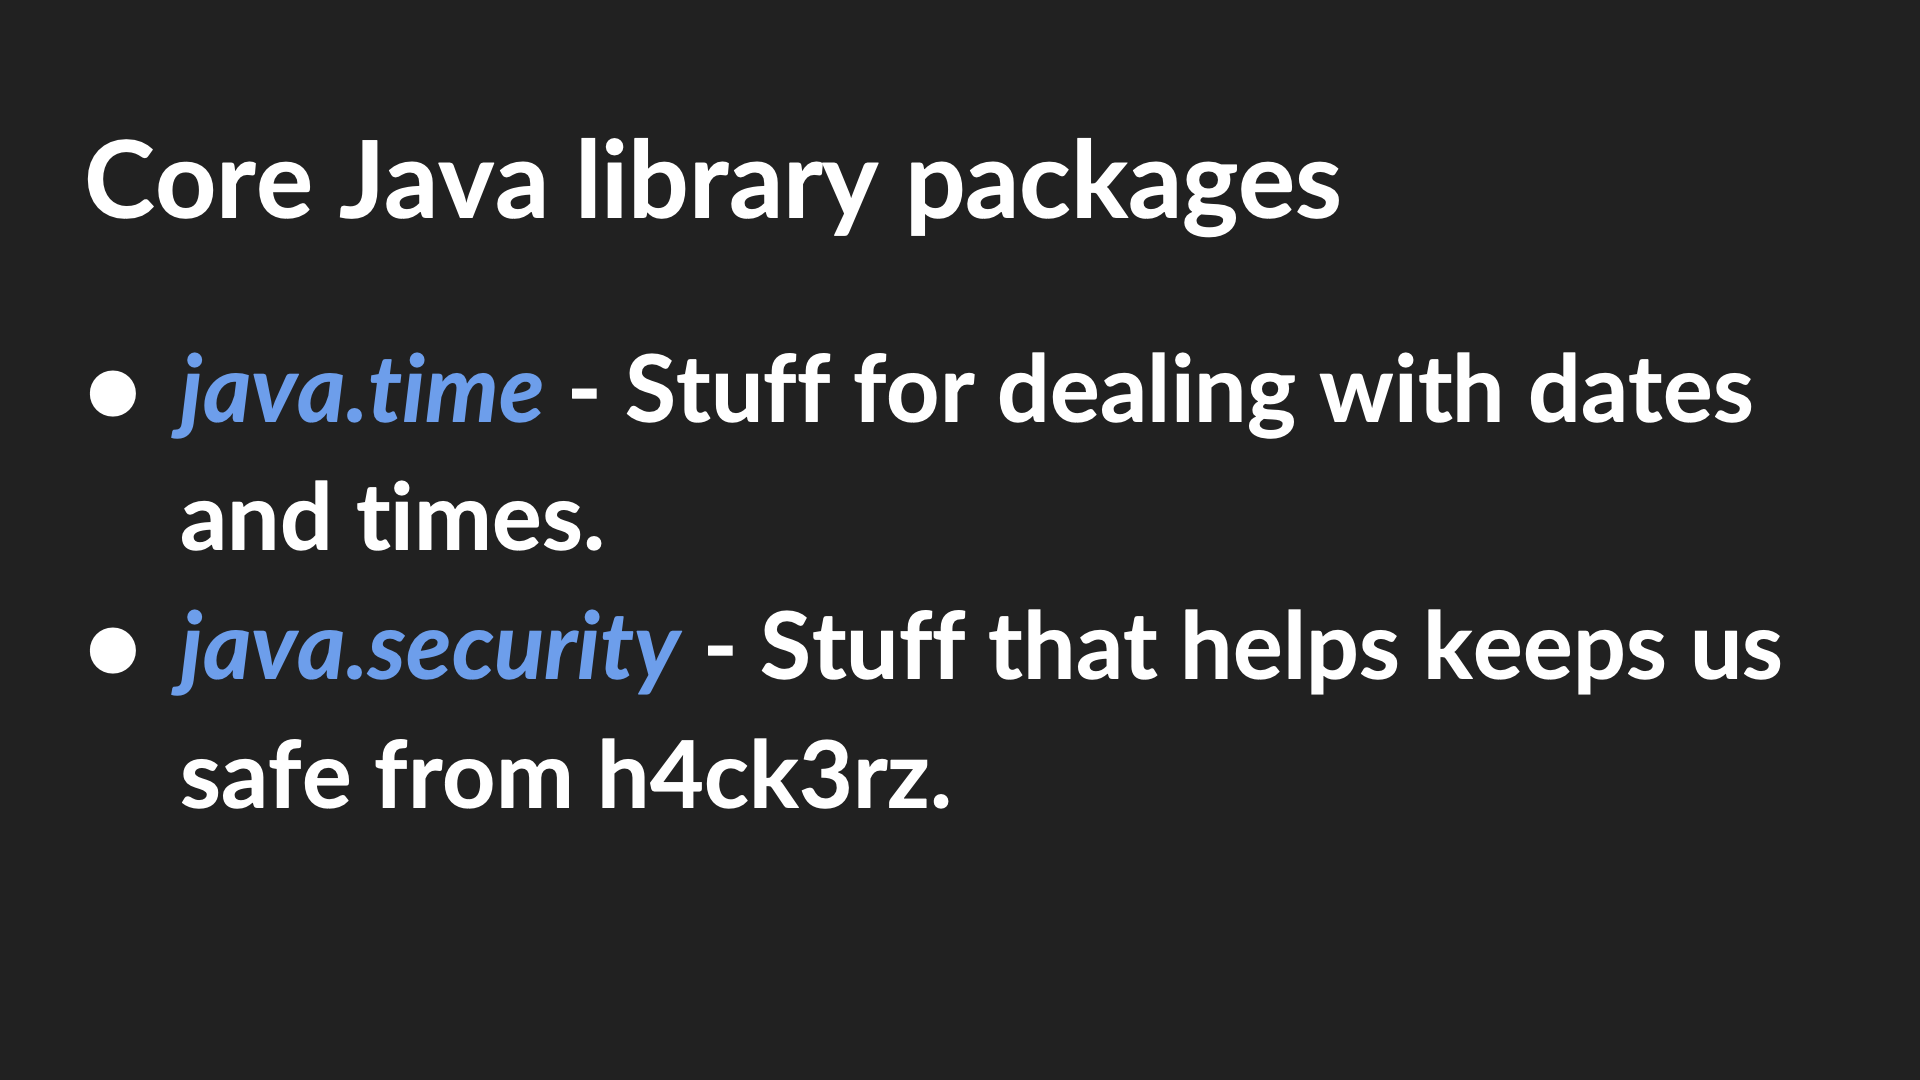 Core Java library packages
● java.time - Stuff for dealing with dates
and times.
● java.security - Stuff that helps keeps us
safe from h4ck3rz.